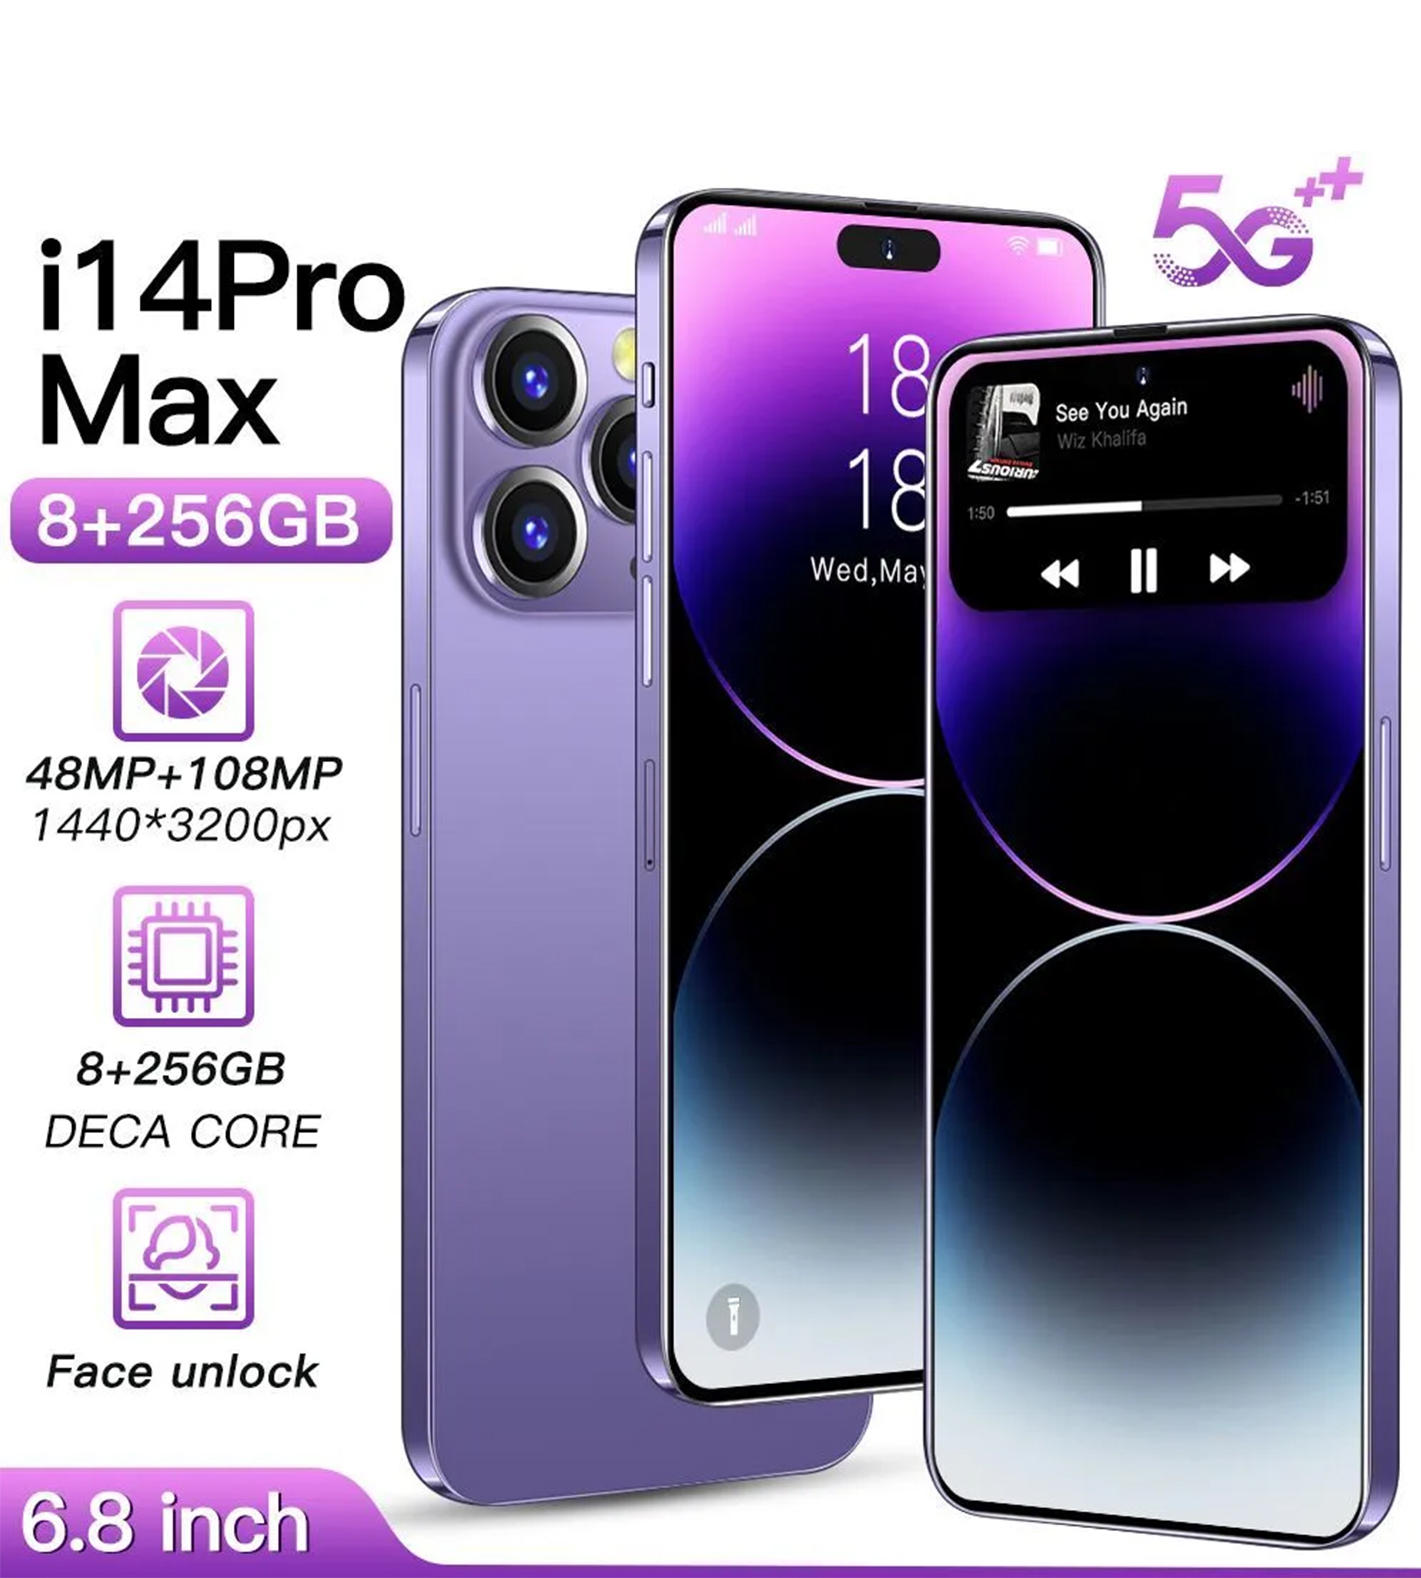 i14Pro
Max
8+256GB
48MP+108MP
1440*3200px
8+256GB
DECA CORE
Face unlock
6.8 inch
5G++
18
18
Wed,May
See You Again
Wiz Khalifa
1:50
-1:51